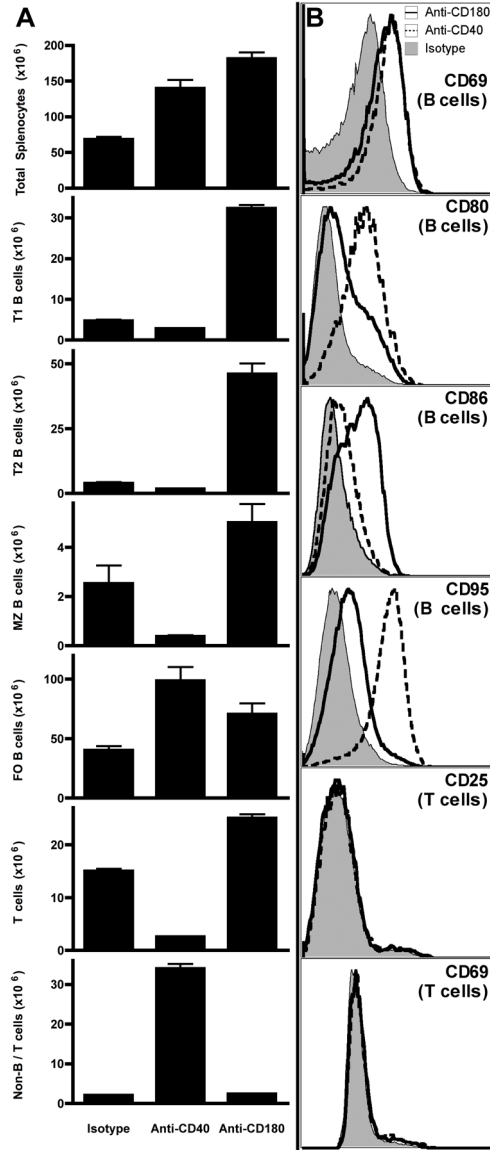 A
Total Splenocytes (x10 6)
200
150
100
50
0
T1 B cells (x10 6)
30
20
10
0
T2 B cells (x10 6)
50
25
0
MZ B cells (x10 6)
4
2
0
FO B cells (x10 6)
100
50
0
T cells (x10 6)
20
10
0
Non-B / T cells (x10 6)
30
20
10
0
Isotype Anti-CD40 Anti-CD180
B
Anti-CD180
Anti-CD40
Isotype
CD69
(B cells)
CD80
(B cells)
CD86
(B cells)
CD95
(B cells)
CD25
(T cells)
CD69
(T cells)